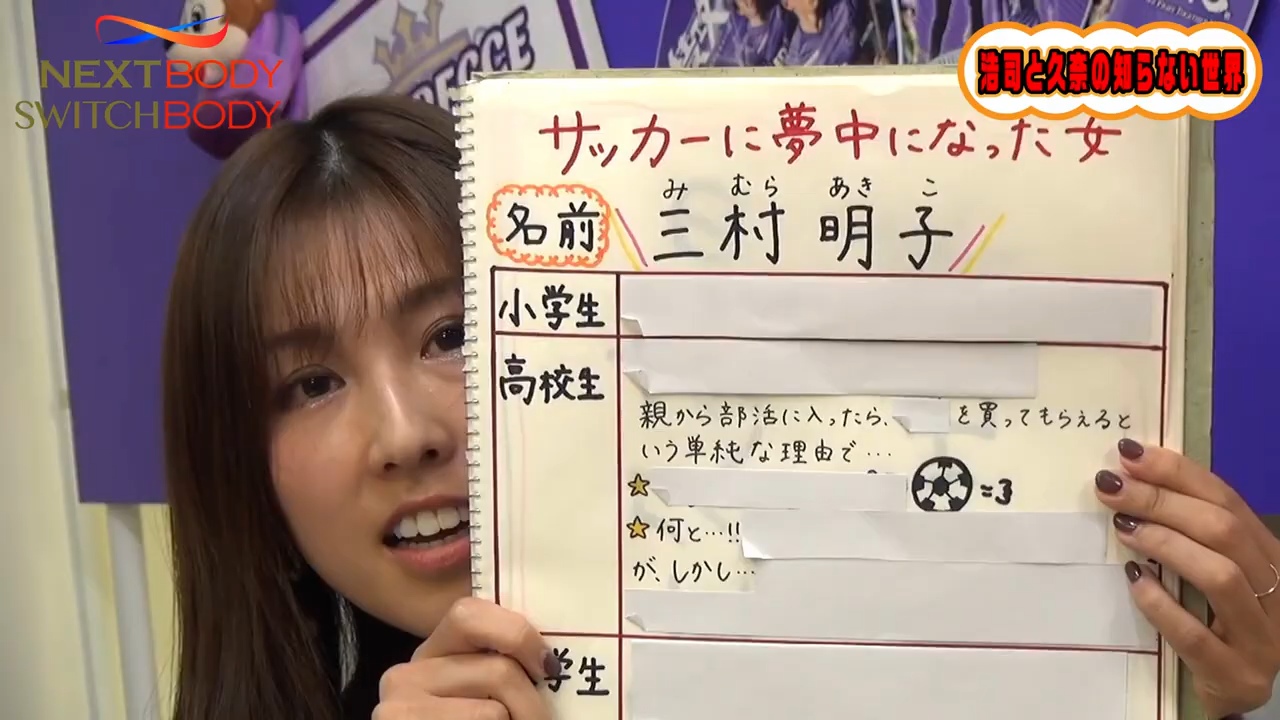 NEXTBODY
SWITCHBODY
浩司と久奈の知らない世界
サッカーに夢中になった女
みむら あきこ
名前 三村 明子
小学生
高校生
親から部活に入ったら、
を買ってもらえると
いう単純な理由で…
何と…!!
が、しかし…
学生